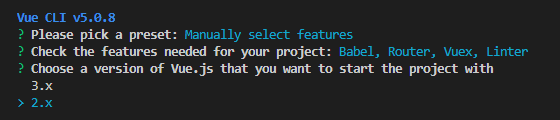 Vue CLI v5.0.8
? Please pick a preset: Manually select features
? Check the features needed for your project: Babel, Router, Vuex, Linter
? Choose a version of Vue.js that you want to start the project with
  3.x
> 2.x